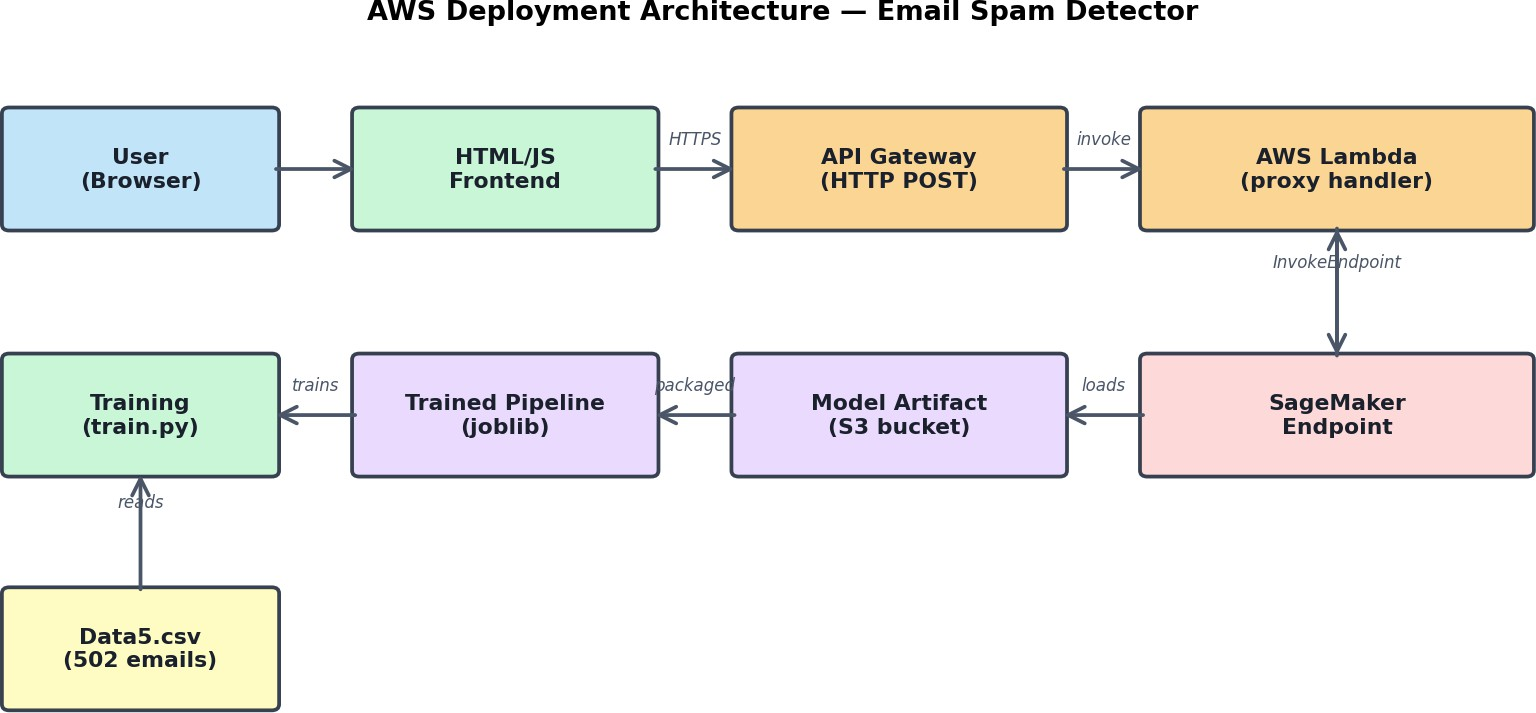 AWS Deployment Architecture — Email Spam Detector
User
(Browser)
HTML/JS
Frontend
HTTPS
API Gateway
(HTTP POST)
invoke
AWS Lambda
(proxy handler)
InvokeEndpoint
Training
(train.py)
trains
Trained Pipeline
(joblib)
packaged
Model Artifact
(S3 bucket)
loads
SageMaker
Endpoint
reads
Data5.csv
(502 emails)